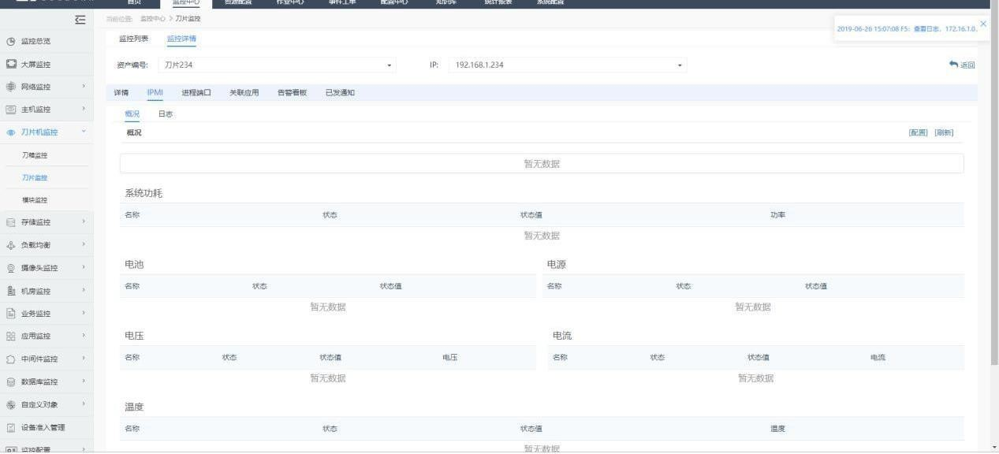 首页 监控中心 资源配置 作业中心 事件工单 配置中心 知识库 统计报表 系统配置
当前位置: 监控中心 > 刀片监控
2019-06-26 15:07:08 F5: 查看日志, 172.16.1.0.
监控列表 监控详情
资产编号: 刀片234 IP: 192.168.1.234 返回
详情 IPMI 进程端口 关联应用 告警看板 已发通知
概况 日志
概况 [配置] [刷新]
暂无数据
系统功耗
名称 状态 状态值 功率
暂无数据
电池 电源
名称 状态 状态值 名称 状态 状态值
暂无数据 暂无数据
电压 电流
名称 状态 状态值 电压 名称 状态 状态值 电流
暂无数据 暂无数据
温度
名称 状态 状态值 温度
暂无数据
监控总览
大屏监控
网络监控
主机监控
刀片机监控
刀箱监控
刀片监控
模块监控
存储监控
负载均衡
摄像头监控
机房监控
业务监控
应用监控
中间件监控
数据库监控
自定义对象
设备准入管理
监控配置